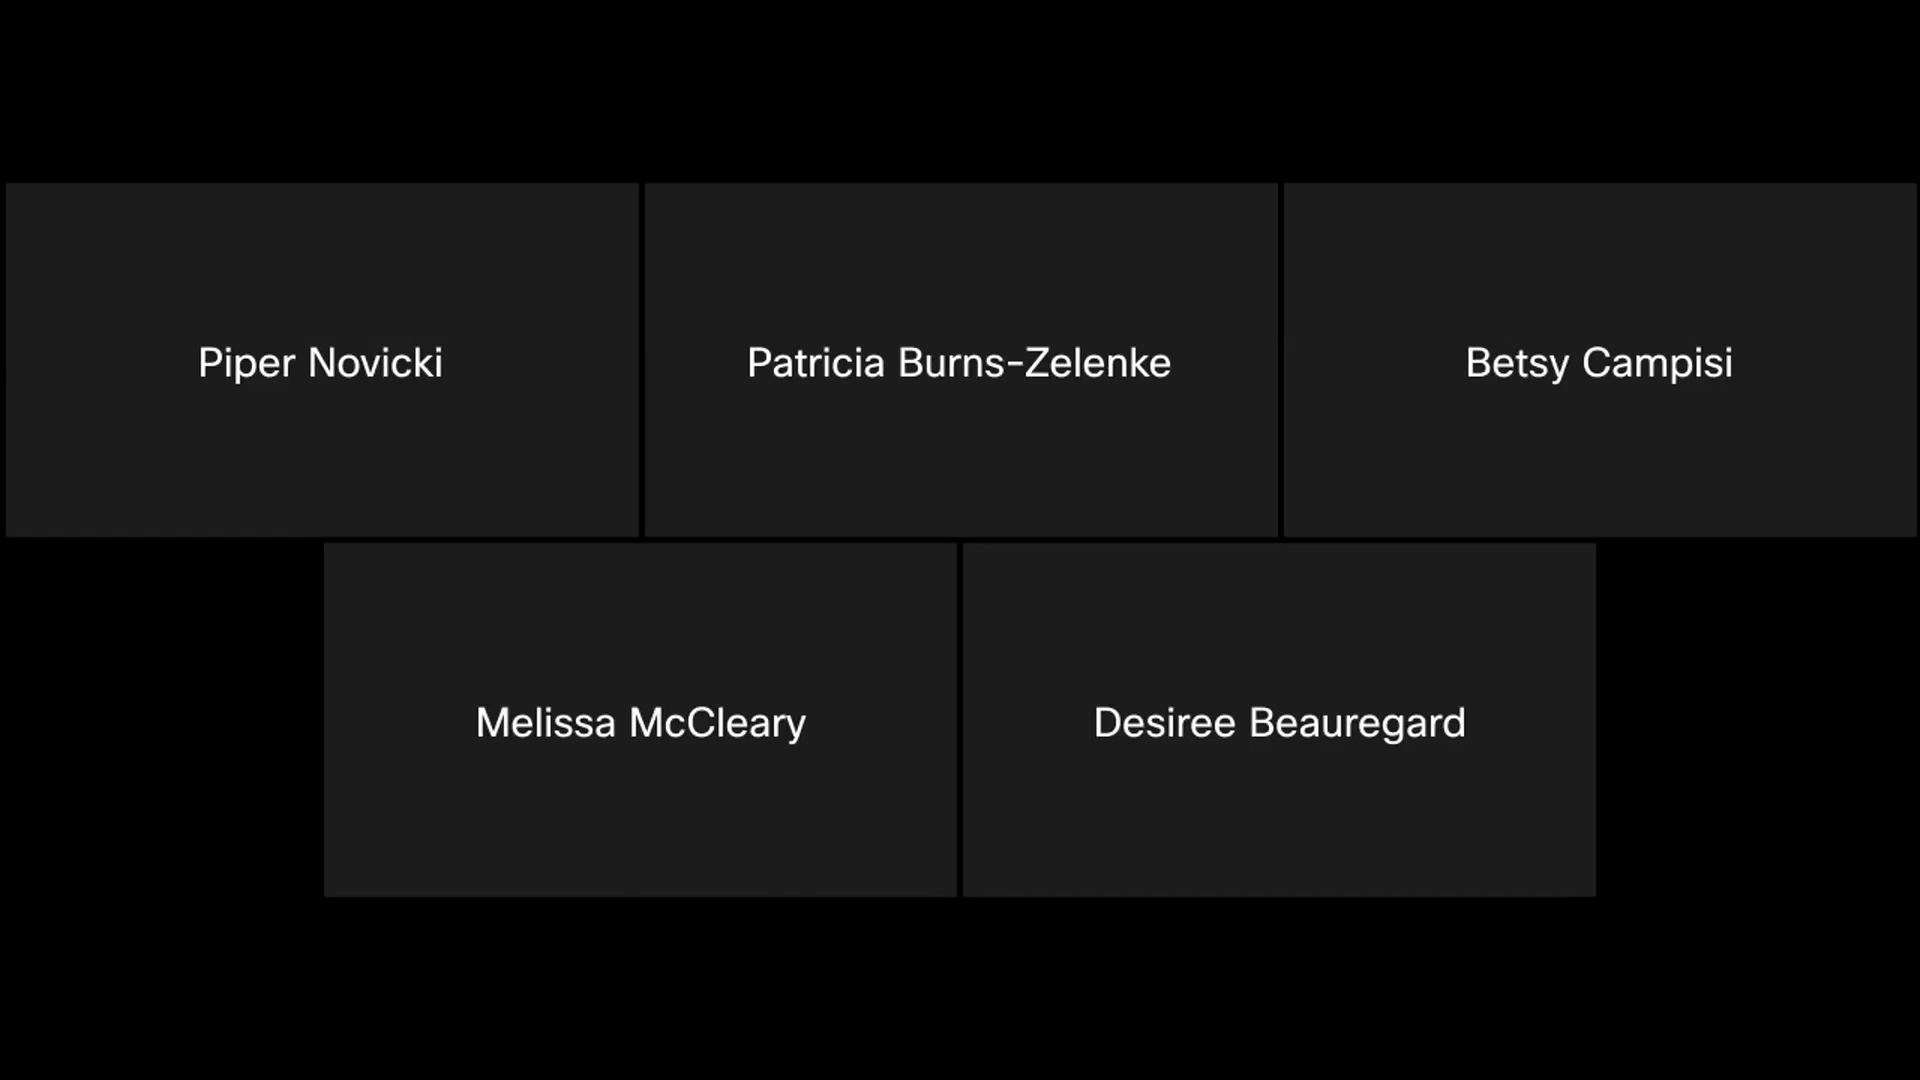 Piper Novicki
Patricia Burns-Zelenke
Betsy Campisi
Melissa McCleary
Desiree Beauregard